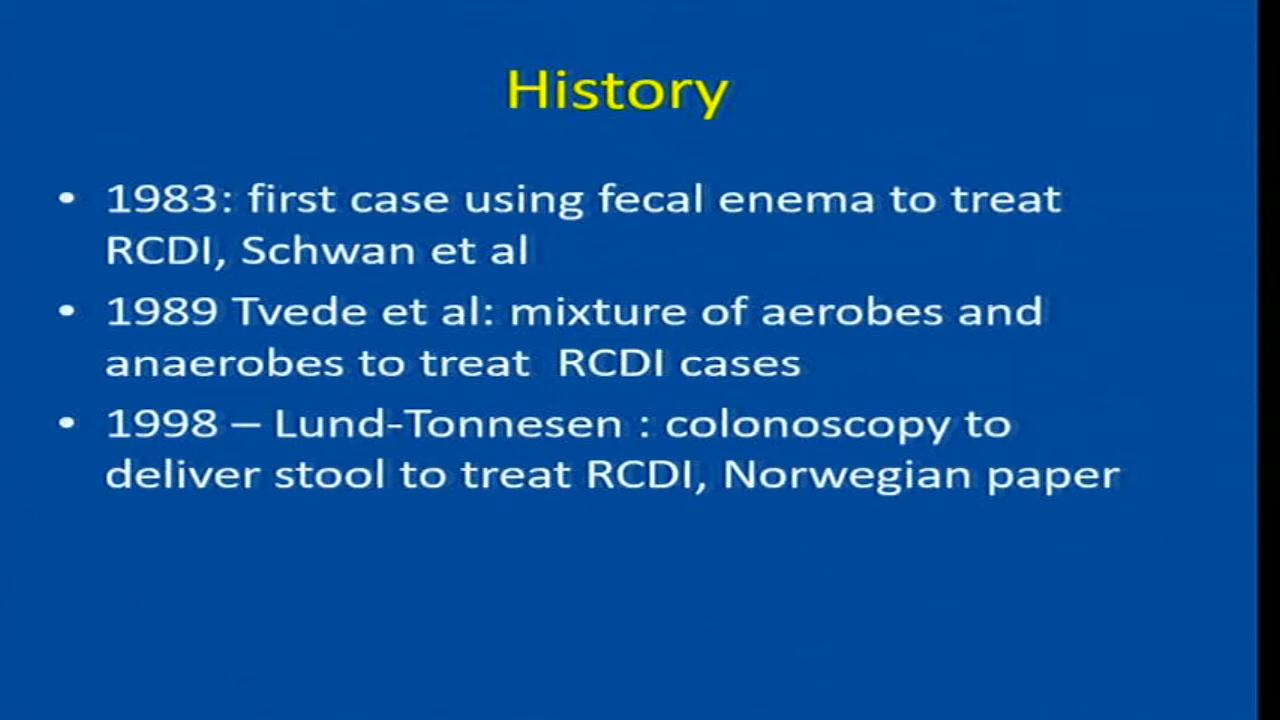 History
• 1983: first case using fecal enema to treat
RCDI, Schwan et al
• 1989 Tvede et al: mixture of aerobes and
anaerobes to treat  RCDI cases
• 1998 – Lund-Tonnesen : colonoscopy to
deliver stool to treat RCDI, Norwegian paper